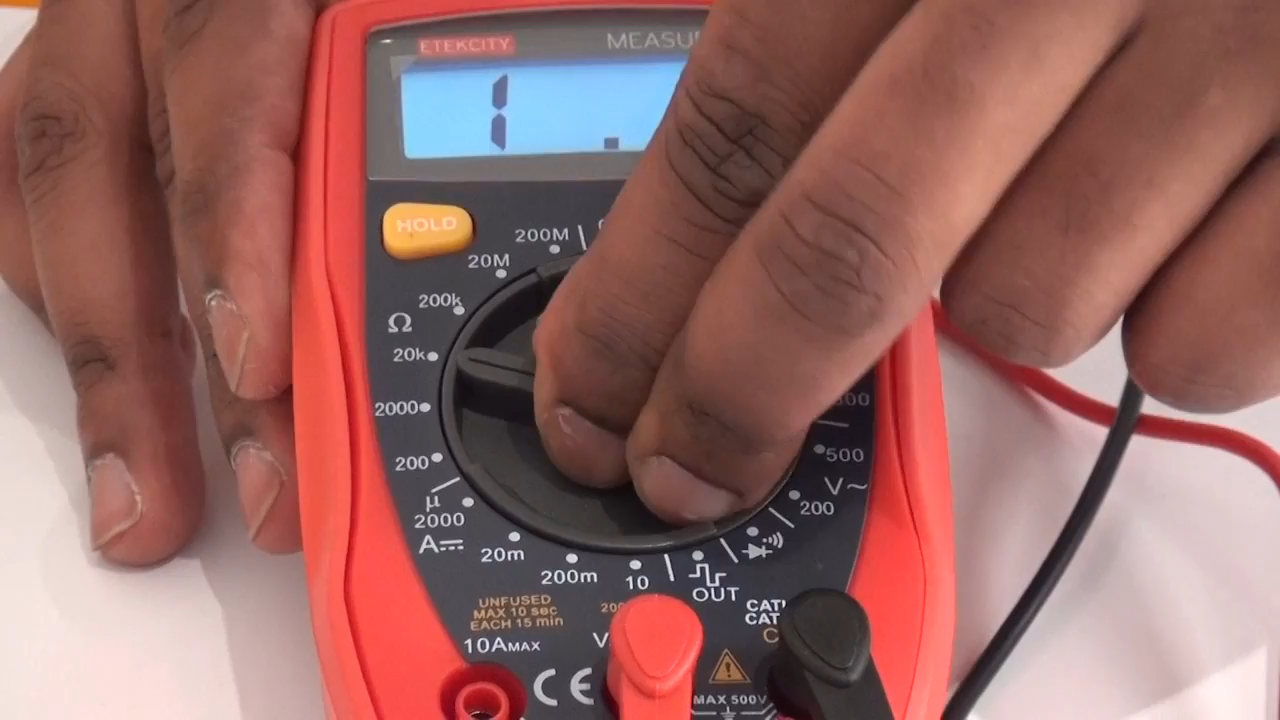 ETEKCITY
1 .
HOLD
200M
20M
200k
Ω
20k
2000
200
μ
2000
A
20m
200m
10
OUT
500
V~
200
UNFUSED
MAX 10 sec
EACH 15 min
10AMAX
CE
MAX 500V